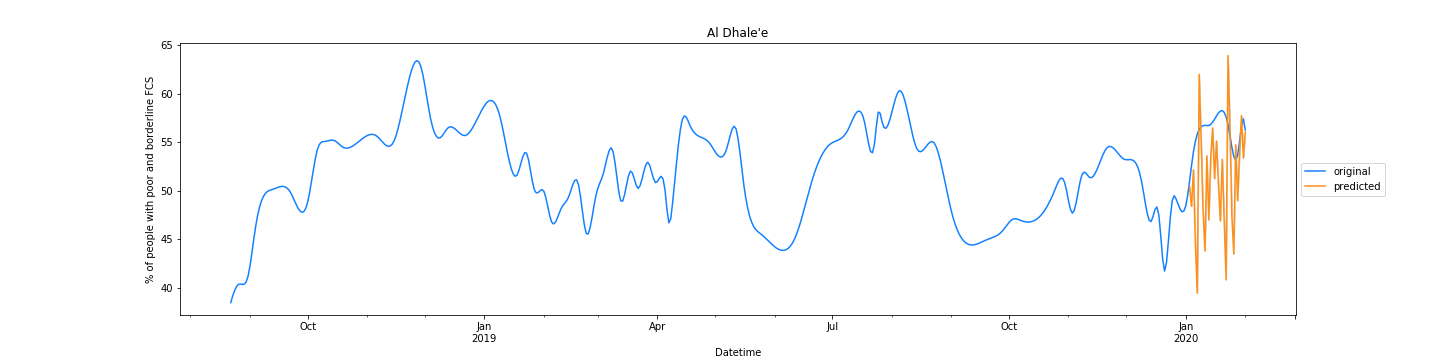 Al Dhale'e
% of people with poor and borderline FCS
65
60
55
50
45
40
Oct
Jan
2019
Apr
Jul
Oct
Jan
2020
Datetime
original
predicted